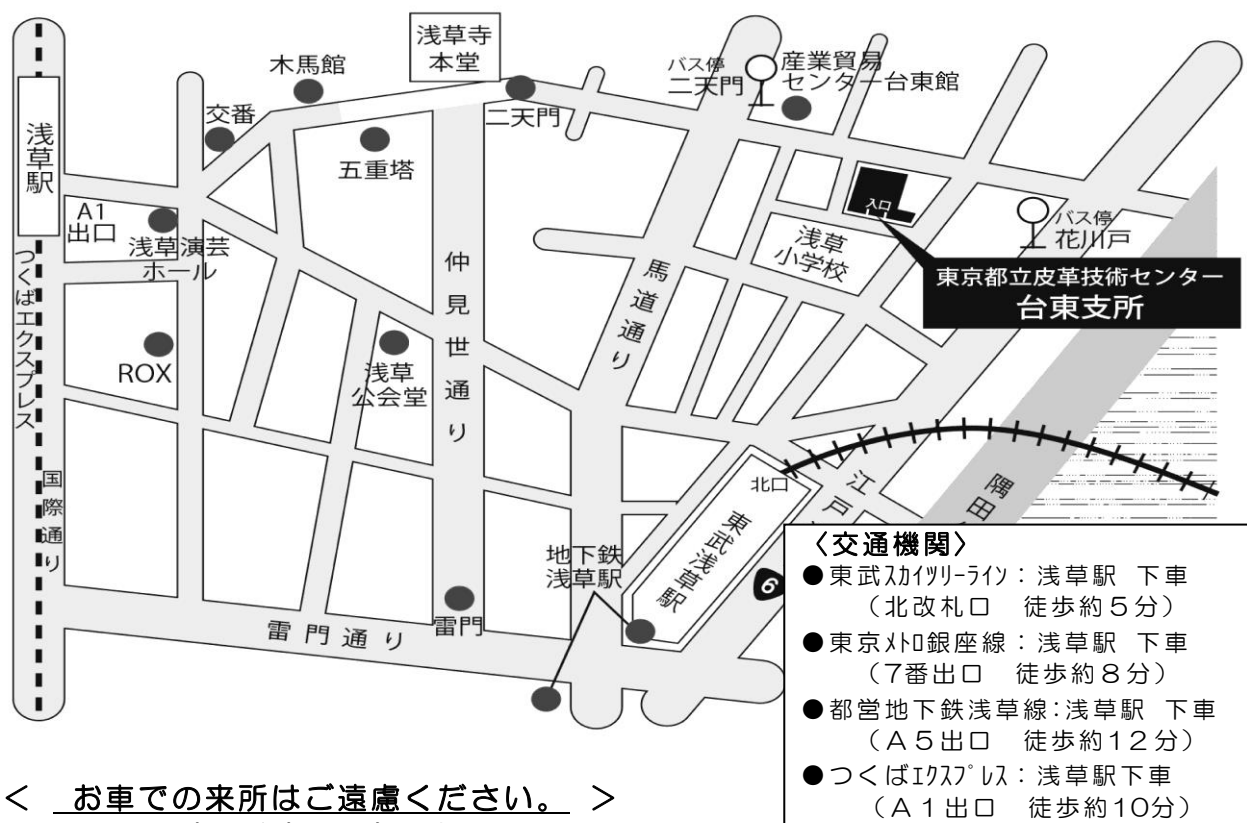 浅草寺
本堂
木馬館
バス停
二天門
産業貿易
センター台東館
交番
二天門
浅草駅
五重塔
A1
出口
浅草演芸
ホール
入口
バス停
花川戸
浅草
小学校
仲見世通り
馬道通り
東京都立皮革技術センター
台東支所
つくばエクスプレス
ROX
浅草
公会堂
国際通り
北口
江戸
隅田
東武浅草駅
地下鉄
浅草駅
6
雷門
雷門通り
〈交通機関〉
●東武ｽｶｲﾂﾘｰﾗｲﾝ：浅草駅 下車
（北改札口 徒歩約５分）
●東京ﾒﾄﾛ銀座線：浅草駅 下車
（7番出口 徒歩約８分）
●都営地下鉄浅草線:浅草駅 下車
（Ａ５出口 徒歩約1２分）
●つくばｴｸｽﾌﾟﾚｽ：浅草駅下車
（Ａ１出口 徒歩約10分）
＜ お車での来所はご遠慮ください。 ＞